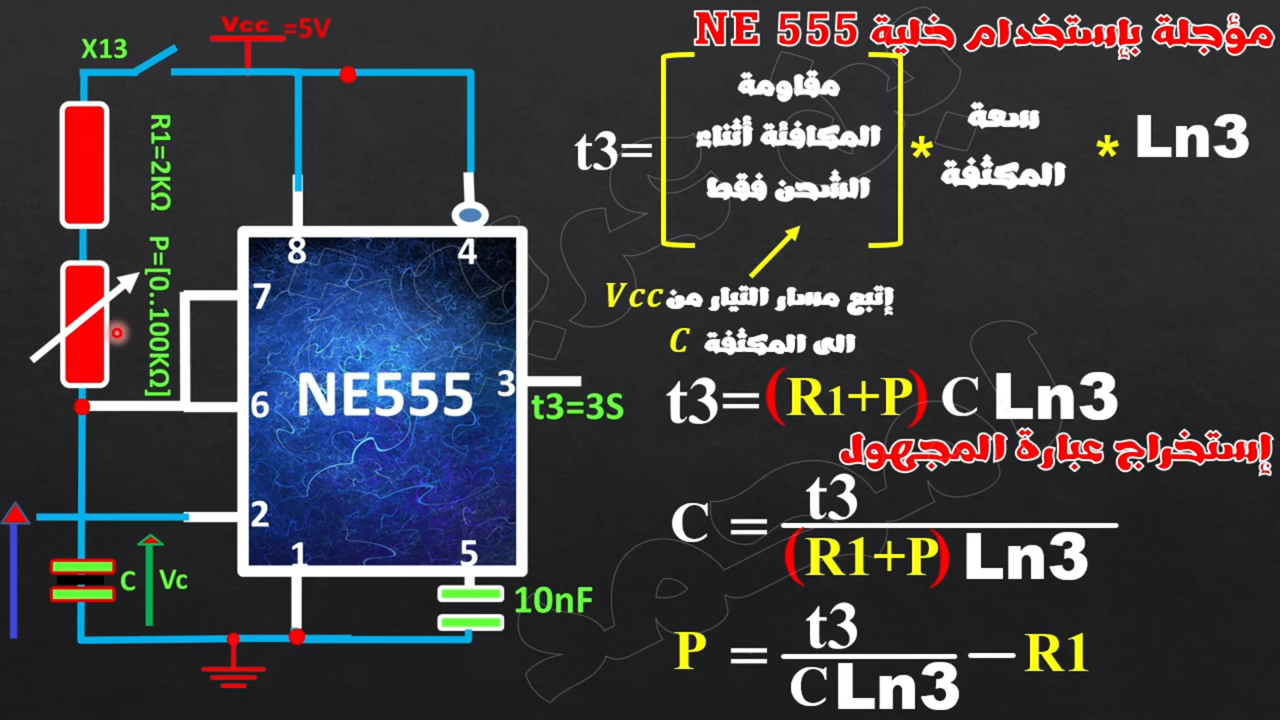 مؤجلة بإستخدام خلية NE 555
Vcc =5V
X13
R1=2KΩ P=[0..100KΩ]
8
4
7
6
NE555
3
t3=3S
2
1
5
C
Vc
10nF
t3= [مقاومة
المكافئة أثناء
الشحن فقط] * سعة
المكثفة * Ln3
إتبع مسار التيار من Vcc
الى المكثفة C
t3=(R1+P) C Ln3
إستخراج عبارة المجهول
C = t3
(R1+P) Ln3
P = t3 − R1
CLn3